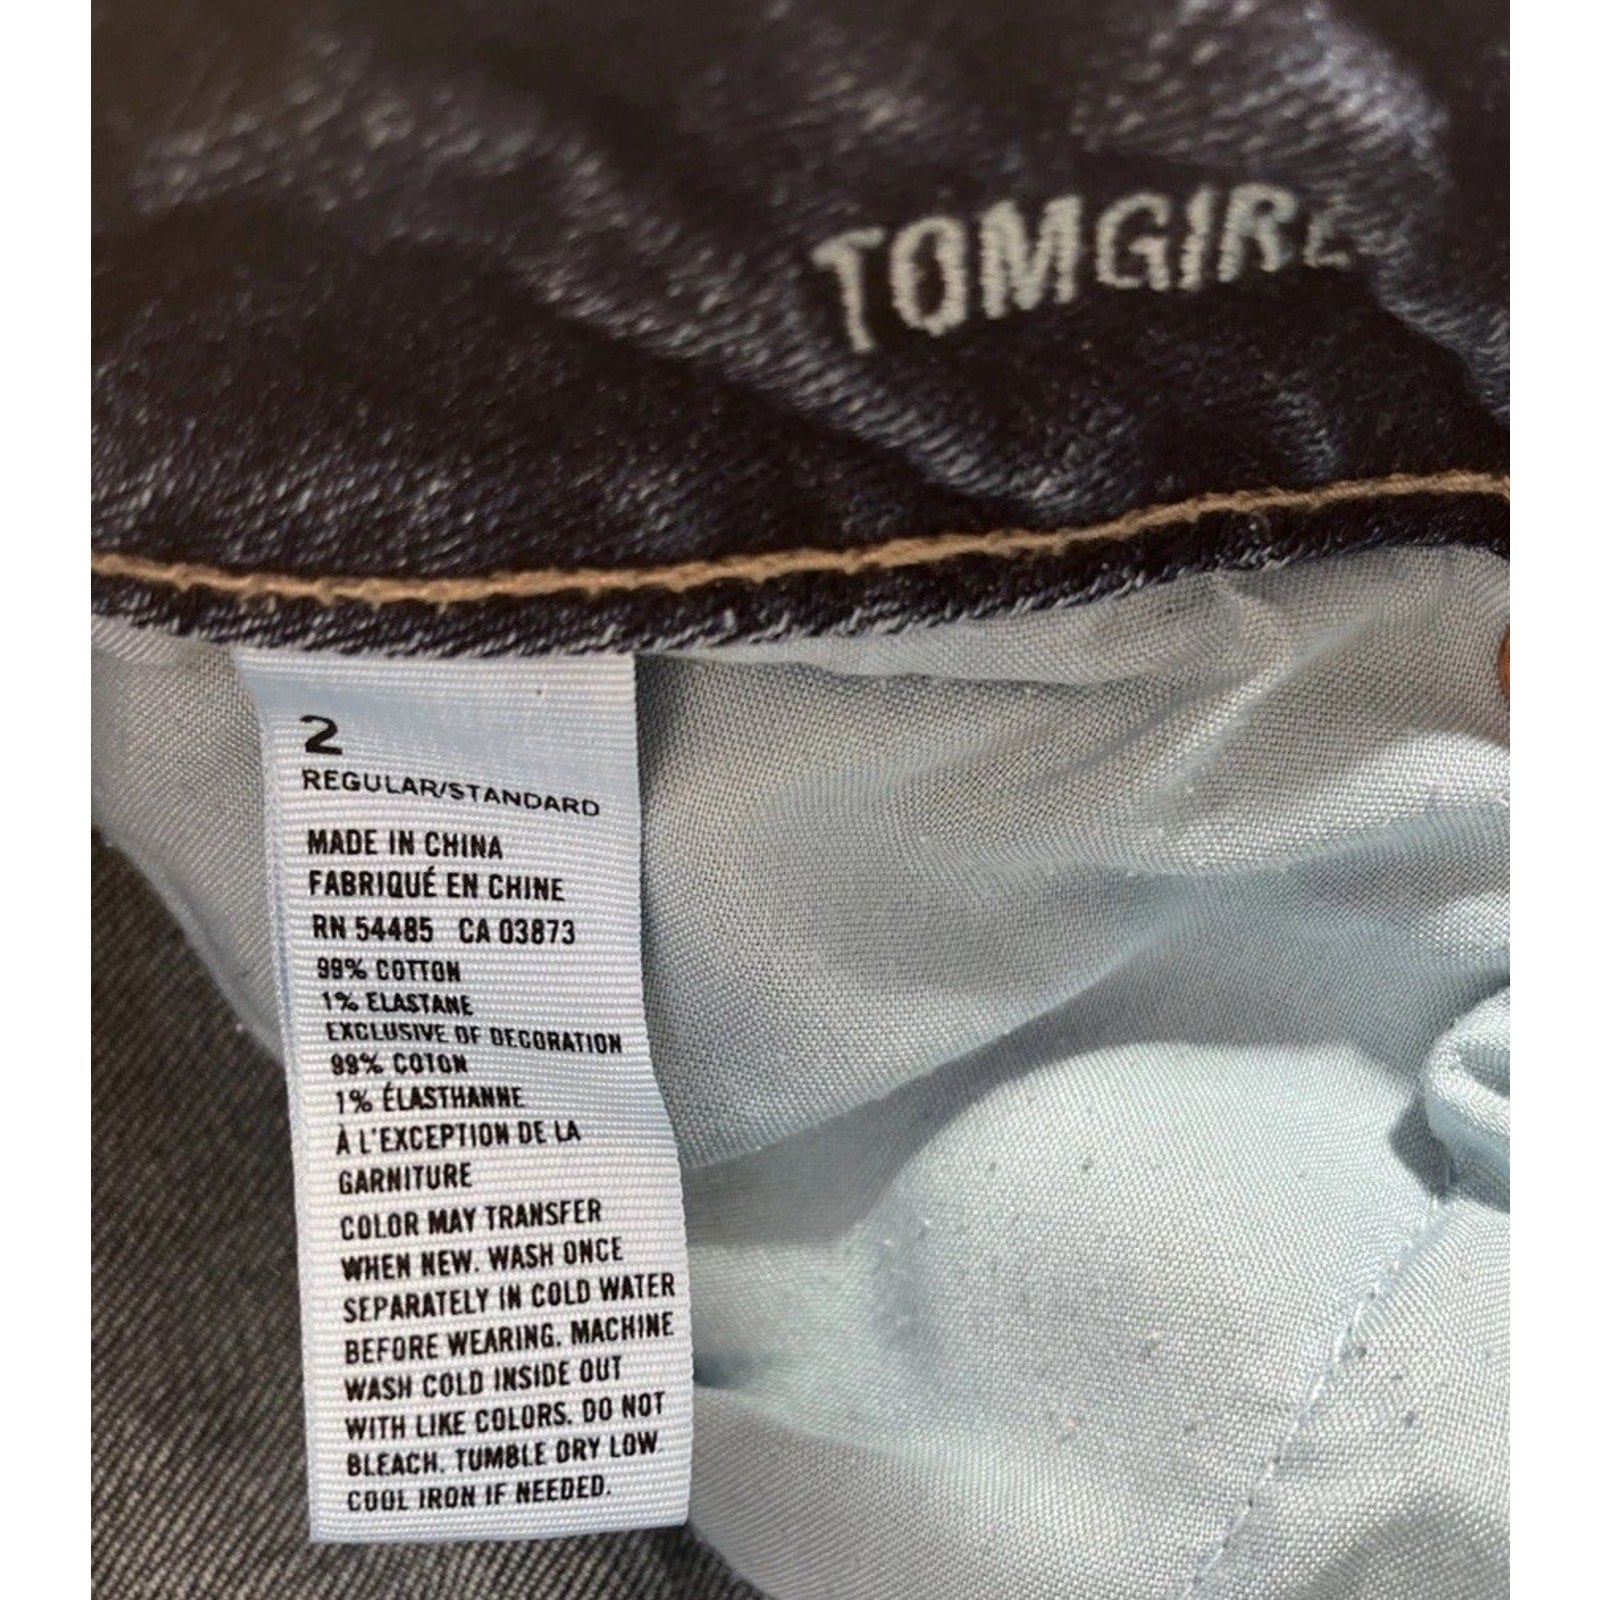 TOMGIRL
2
REGULAR/STANDARD
MADE IN CHINA
FABRIQUÉ EN CHINE
RN 54485 CA 03873
99% COTTON
1% ELASTANE
EXCLUSIVE OF DECORATION
99% COTON
1% ÉLASTHANNE
À L'EXCEPTION DE LA
GARNITURE
COLOR MAY TRANSFER
WHEN NEW. WASH ONCE
SEPARATELY IN COLD WATER
BEFORE WEARING. MACHINE
WASH COLD INSIDE OUT
WITH LIKE COLORS. DO NOT
BLEACH. TUMBLE DRY LOW.
COOL IRON IF NEEDED.